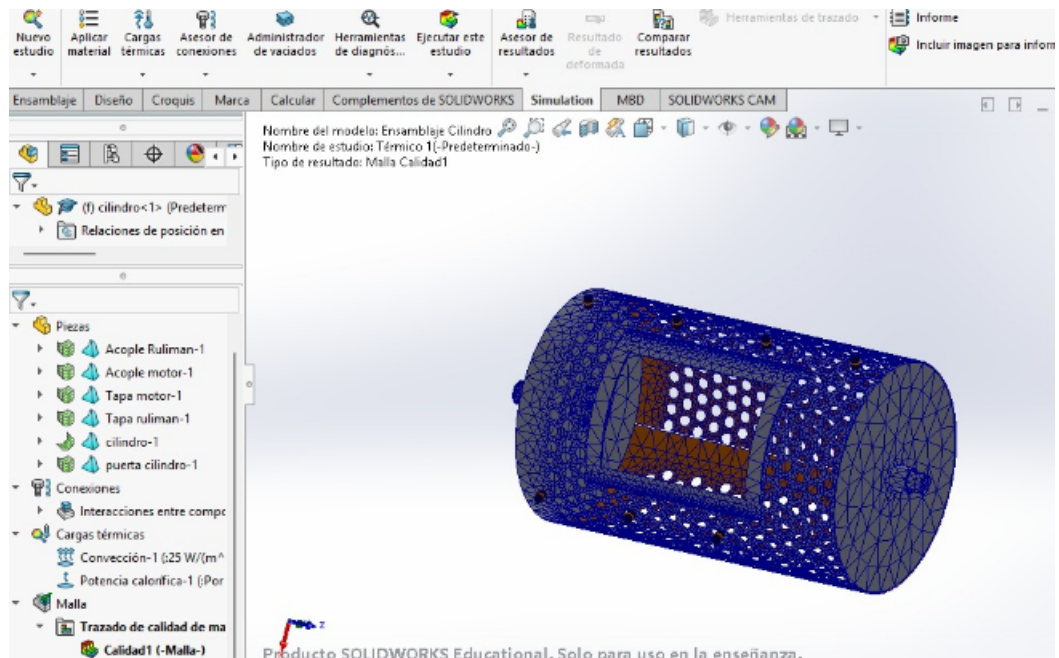 Nuevo estudio
Aplicar material
Cargas térmicas
Asesor de conexiones
Administrador de vaciados
Herramientas de diagnós...
Ejecutar este estudio
Asesor de resultados
Resultado de deformada
Comparar resultados
Herramientas de trazado
Informe
Incluir imagen para inform
Ensamblaje Diseño Croquis Marca Calcular Complementos de SOLIDWORKS Simulation MBD SOLIDWORKS CAM
Nombre del modelo: Ensamblaje Cilindro
Nombre de estudio: Térmico 1(-Predeterminado-)
Tipo de resultado: Malla Calidad1
(f) cilindro<1> (Predeterm
Relaciones de posición en
Piezas
Acople Ruliman-1
Acople motor-1
Tapa motor-1
Tapa ruliman-1
cilindro-1
puerta cilindro-1
Conexiones
Interacciones entre compc
Cargas térmicas
Convección-1 (:25 W/(m^
Potencia calorífica-1 (:Por
Malla
Trazado de calidad de ma
Calidad1 (-Malla-)
z
Producto SOLIDWORKS Educational. Solo para uso en la enseñanza.